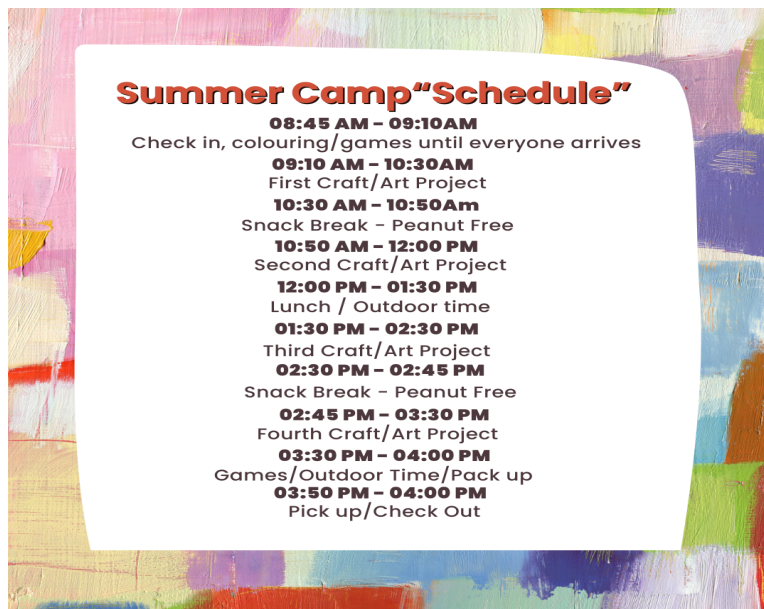 Summer Camp“Schedule”
08:45 AM – 09:10AM
Check in, colouring/games until everyone arrives
09:10 AM – 10:30AM
First Craft/Art Project
10:30 AM – 10:50Am
Snack Break - Peanut Free
10:50 AM – 12:00 PM
Second Craft/Art Project
12:00 PM – 01:30 PM
Lunch / Outdoor time
01:30 PM – 02:30 PM
Third Craft/Art Project
02:30 PM – 02:45 PM
Snack Break - Peanut Free
02:45 PM – 03:30 PM
Fourth Craft/Art Project
03:30 PM – 04:00 PM
Games/Outdoor Time/Pack up
03:50 PM – 04:00 PM
Pick up/Check Out